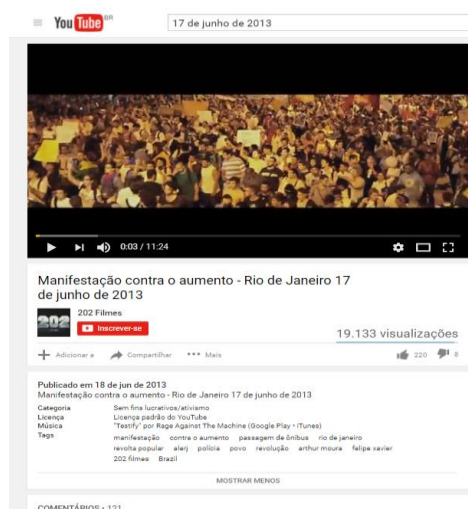 You Tube BR
17 de junho de 2013
0:03 / 11:24
Manifestação contra o aumento - Rio de Janeiro 17
de junho de 2013
202 Filmes
202
Inscrever-se
19.133 visualizações
Adicionar a Compartilhar Mais 220 8
Publicado em 18 de jun de 2013
Manifestação contra o aumento - Rio de Janeiro 17 de junho de 2013
Categoria Sem fins lucrativos/ativismo
Licença Licença padrão do YouTube
Música "Testify" por Rage Against The Machine (Google Play • iTunes)
Tags manifestação contra o aumento passagem de ônibus rio de janeiro
revolta popular alerj polícia povo revolução arthur moura felipe xavier
202 filmes Brazil
MOSTRAR MENOS
COMENTÁRIOS • 121